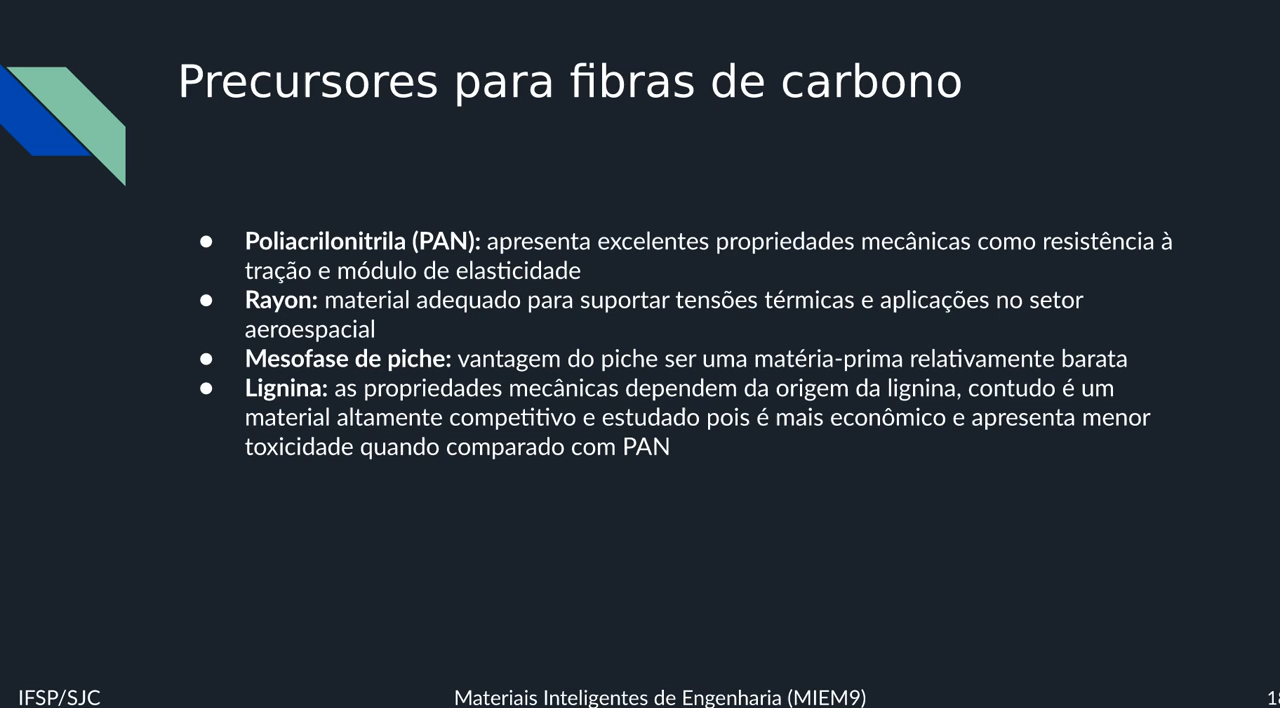 Precursores para fibras de carbono
● Poliacrilonitrila (PAN): apresenta excelentes propriedades mecânicas como resistência à
tração e módulo de elasticidade
● Rayon: material adequado para suportar tensões térmicas e aplicações no setor
aeroespacial
● Mesofase de piche: vantagem do piche ser uma matéria-prima relativamente barata
● Lignina: as propriedades mecânicas dependem da origem da lignina, contudo é um
material altamente competitivo e estudado pois é mais econômico e apresenta menor
toxicidade quando comparado com PAN
IFSP/SJC
Materiais Inteligentes de Engenharia (MIEM9)